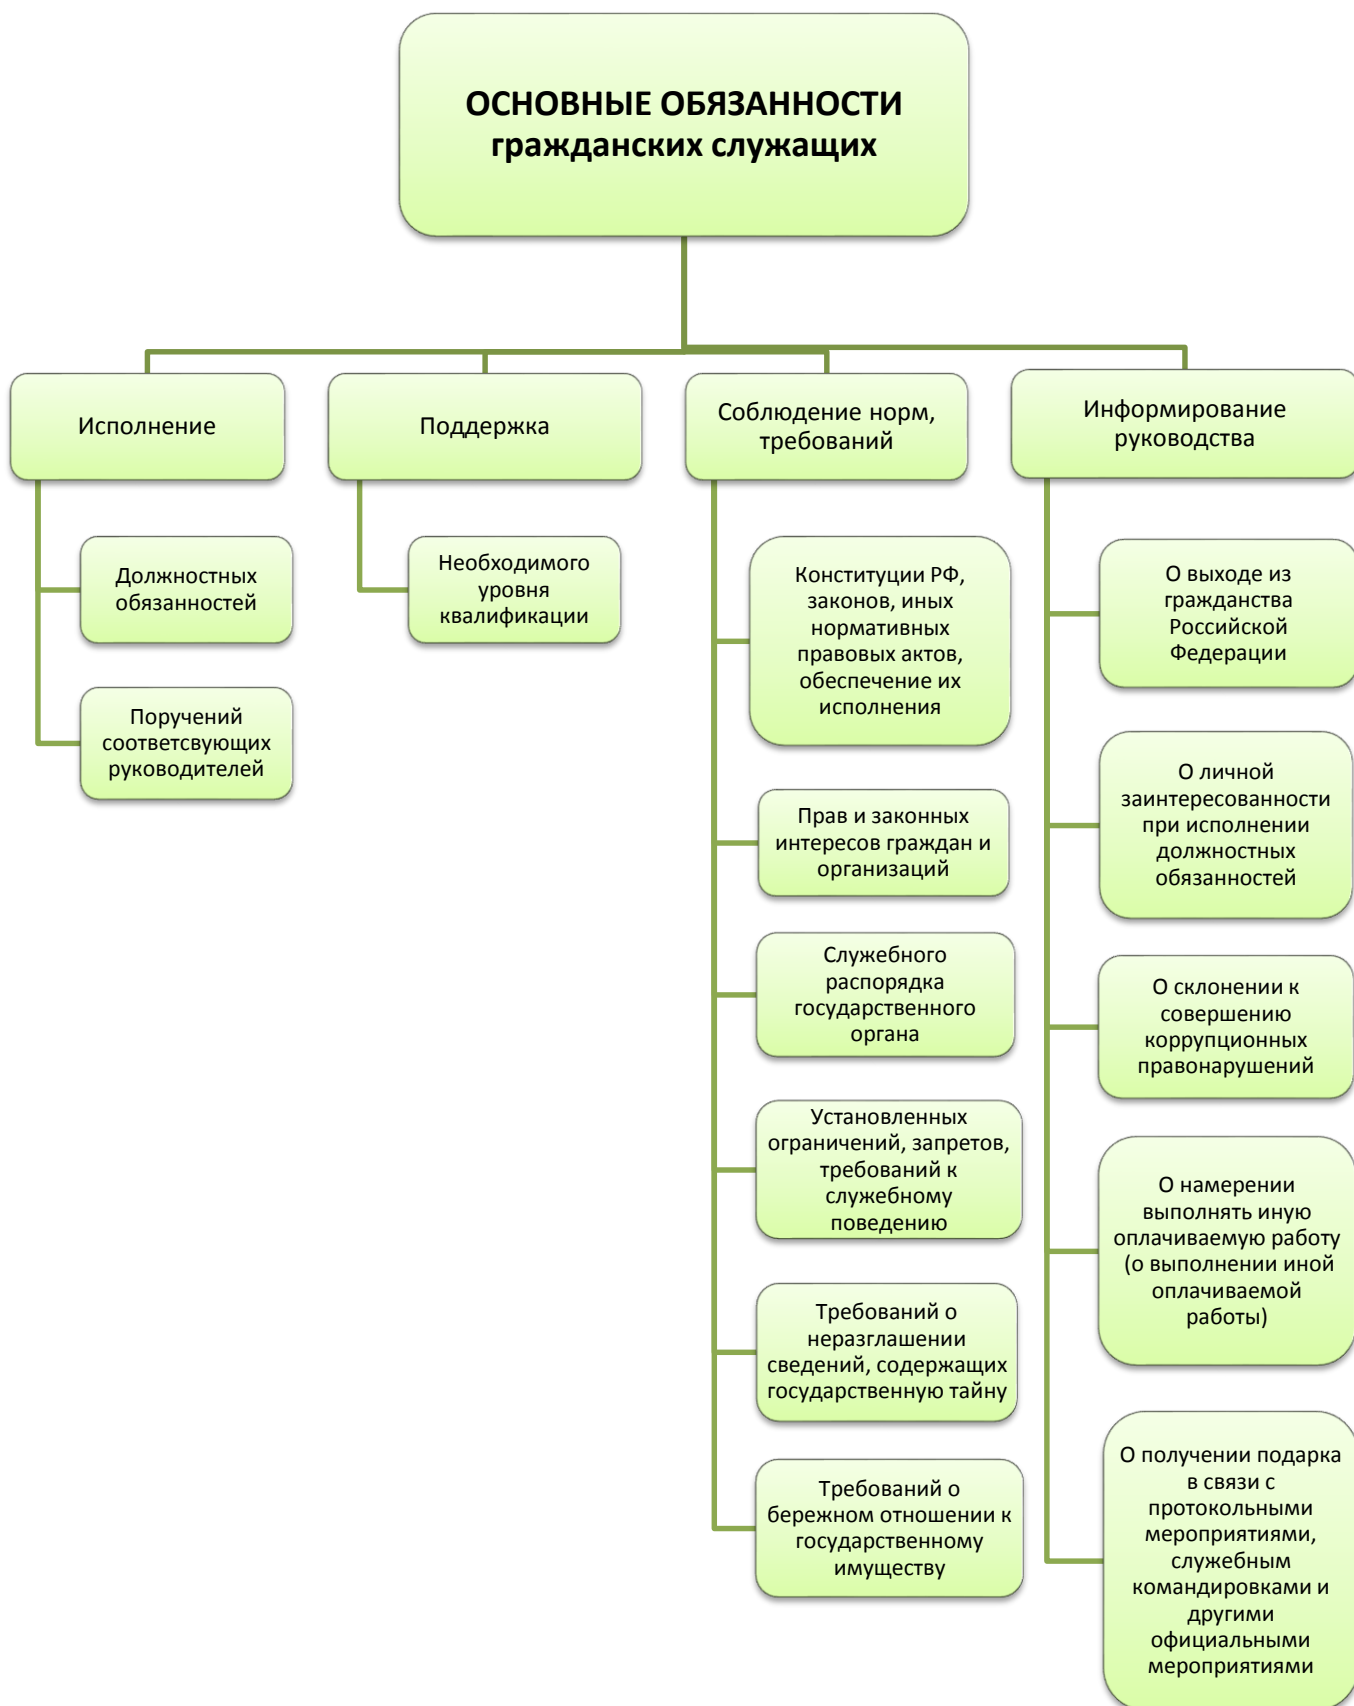 ОСНОВНЫЕ ОБЯЗАННОСТИ
гражданских служащих
Исполнение
Должностных
обязанностей
Поручений
соответсвующих
руководителей
Поддержка
Необходимого
уровня
квалификации
Соблюдение норм,
требований
Конституции РФ,
законов, иных
нормативных
правовых актов,
обеспечение их
исполнения
Прав и законных
интересов граждан и
организаций
Служебного
распорядка
государственного
органа
Установленных
ограничений, запретов,
требований к
служебному
поведению
Требований о
неразглашении
сведений, содержащих
государственную тайну
Требований о
бережном отношении к
государственному
имуществу
Информирование
руководства
О выходе из
гражданства
Российской
Федерации
О личной
заинтересованности
при исполнении
должностных
обязанностей
О склонении к
совершению
коррупционных
правонарушений
О намерении
выполнять иную
оплачиваемую работу
(о выполнении иной
оплачиваемой
работы)
О получении подарка
в связи с
протокольными
мероприятиями,
служебным
командировками и
другими
официальными
мероприятиями